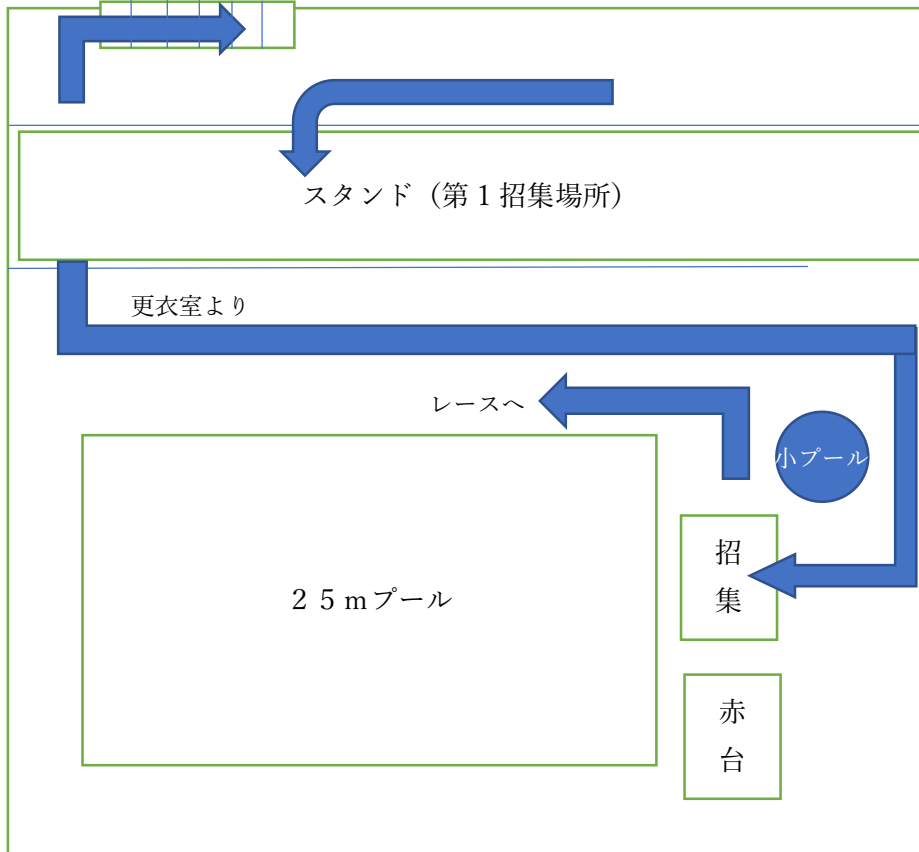 スタンド（第１招集場所）
更衣室より
レースへ
小プール
２５ｍプール
招
集
赤
台